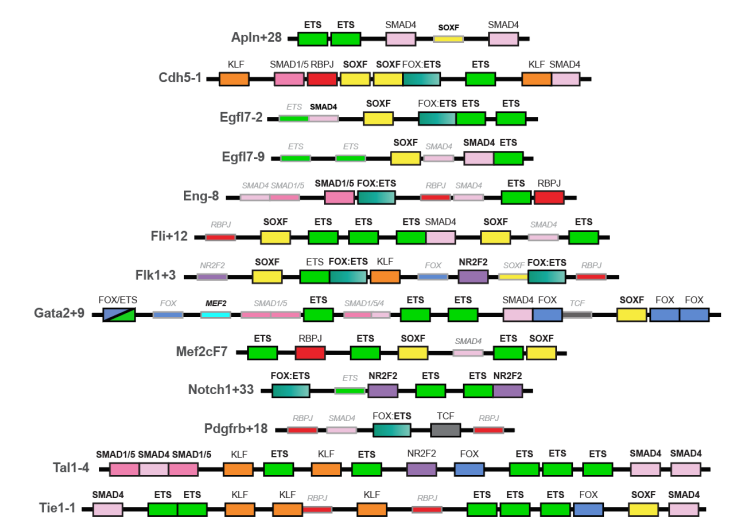 ETS ETS SMAD4 SOXF SMAD4
Apln+28
KLF SMAD1/5 RBPJ SOXF SOXF FOX:ETS ETS KLF SMAD4
Cdh5-1
ETS SMAD4 SOXF FOX:ETS ETS ETS
Egfl7-2
ETS ETS SOXF SMAD4 SMAD4 ETS
Egfl7-9
SMAD4 SMAD1/5 SMAD1/5 FOX:ETS RBPJ SMAD4 ETS RBPJ
Eng-8
RBPJ SOXF ETS ETS ETS SMAD4 SOXF SMAD4 ETS
Fli+12
NR2F2 SOXF ETS FOX:ETS KLF FOX NR2F2 SOXF FOX:ETS RBPJ
Flk1+3
FOX/ETS FOX MEF2 SMAD1/5 ETS SMAD1/5/4 ETS ETS SMAD4 FOX TCF SOXF FOX FOX
Gata2+9
ETS RBPJ ETS SOXF SMAD4 ETS SOXF
Mef2cF7
FOX:ETS ETS NR2F2 ETS ETS NR2F2
Notch1+33
RBPJ SMAD4 FOX:ETS TCF RBPJ
Pdgfrb+18
SMAD1/5 SMAD4 SMAD1/5 KLF ETS KLF ETS NR2F2 FOX ETS ETS ETS SMAD4 SMAD4
Tal1-4
SMAD4 ETS ETS KLF KLF RBPJ KLF RBPJ ETS ETS ETS FOX SOXF SMAD4
Tie1-1